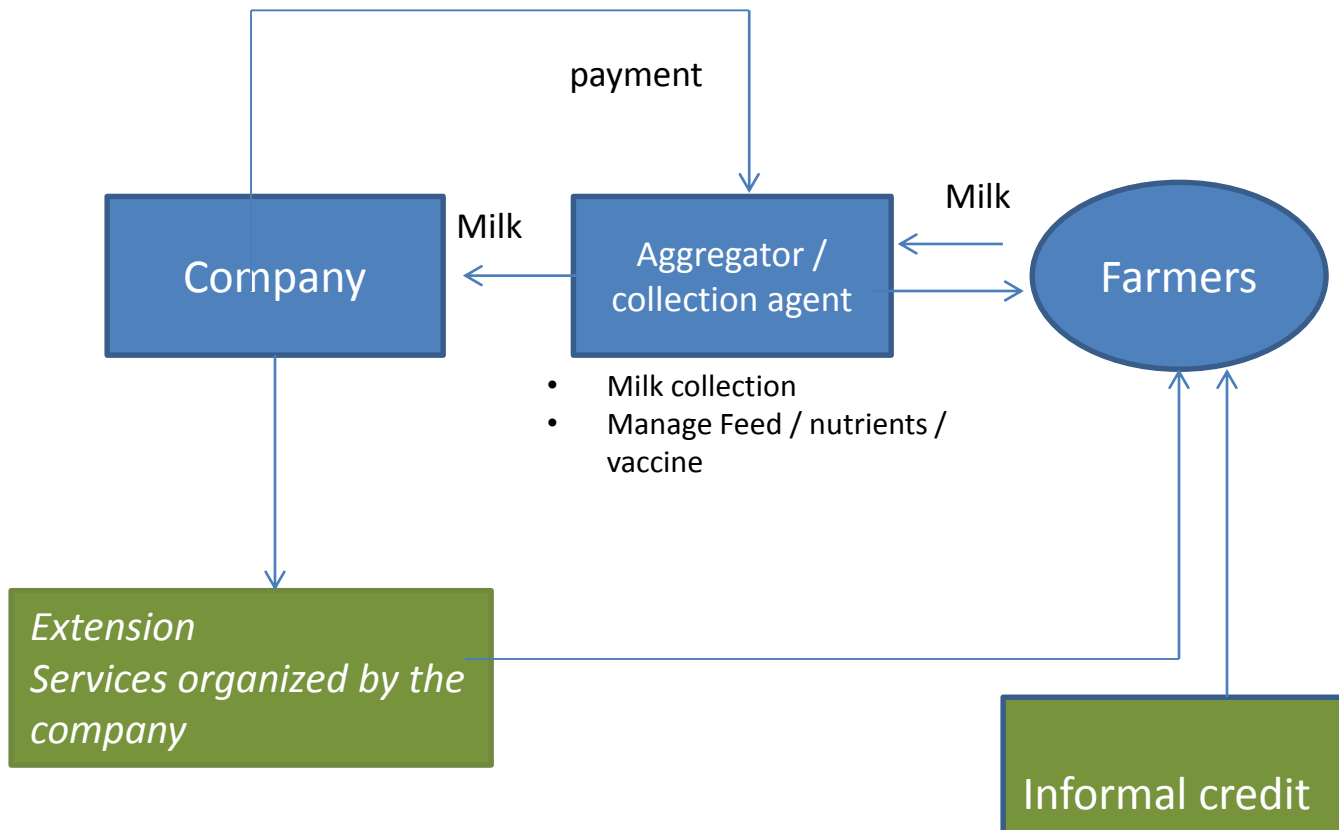 payment
Milk
Milk
Company
Aggregator /
collection agent
Farmers
• Milk collection
• Manage Feed / nutrients /
vaccine
Extension
Services organized by the
company
Informal credit